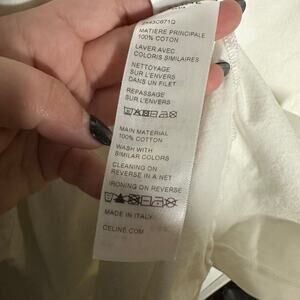 MATIERE PRINCIPALE
100% COTON
LAVER AVEC
COLORIS SIMILAIRES
NETTOYAGE
SUR L'ENVERS
DANS UN FILET
REPASSAGE
SUR L'ENVERS
MAIN MATERIAL
100% COTTON
WASH WITH
SIMILAR COLORS
CLEANING ON
REVERSE IN A NET
IRONING ON REVERSE
MADE IN ITALY
CELINE.COM